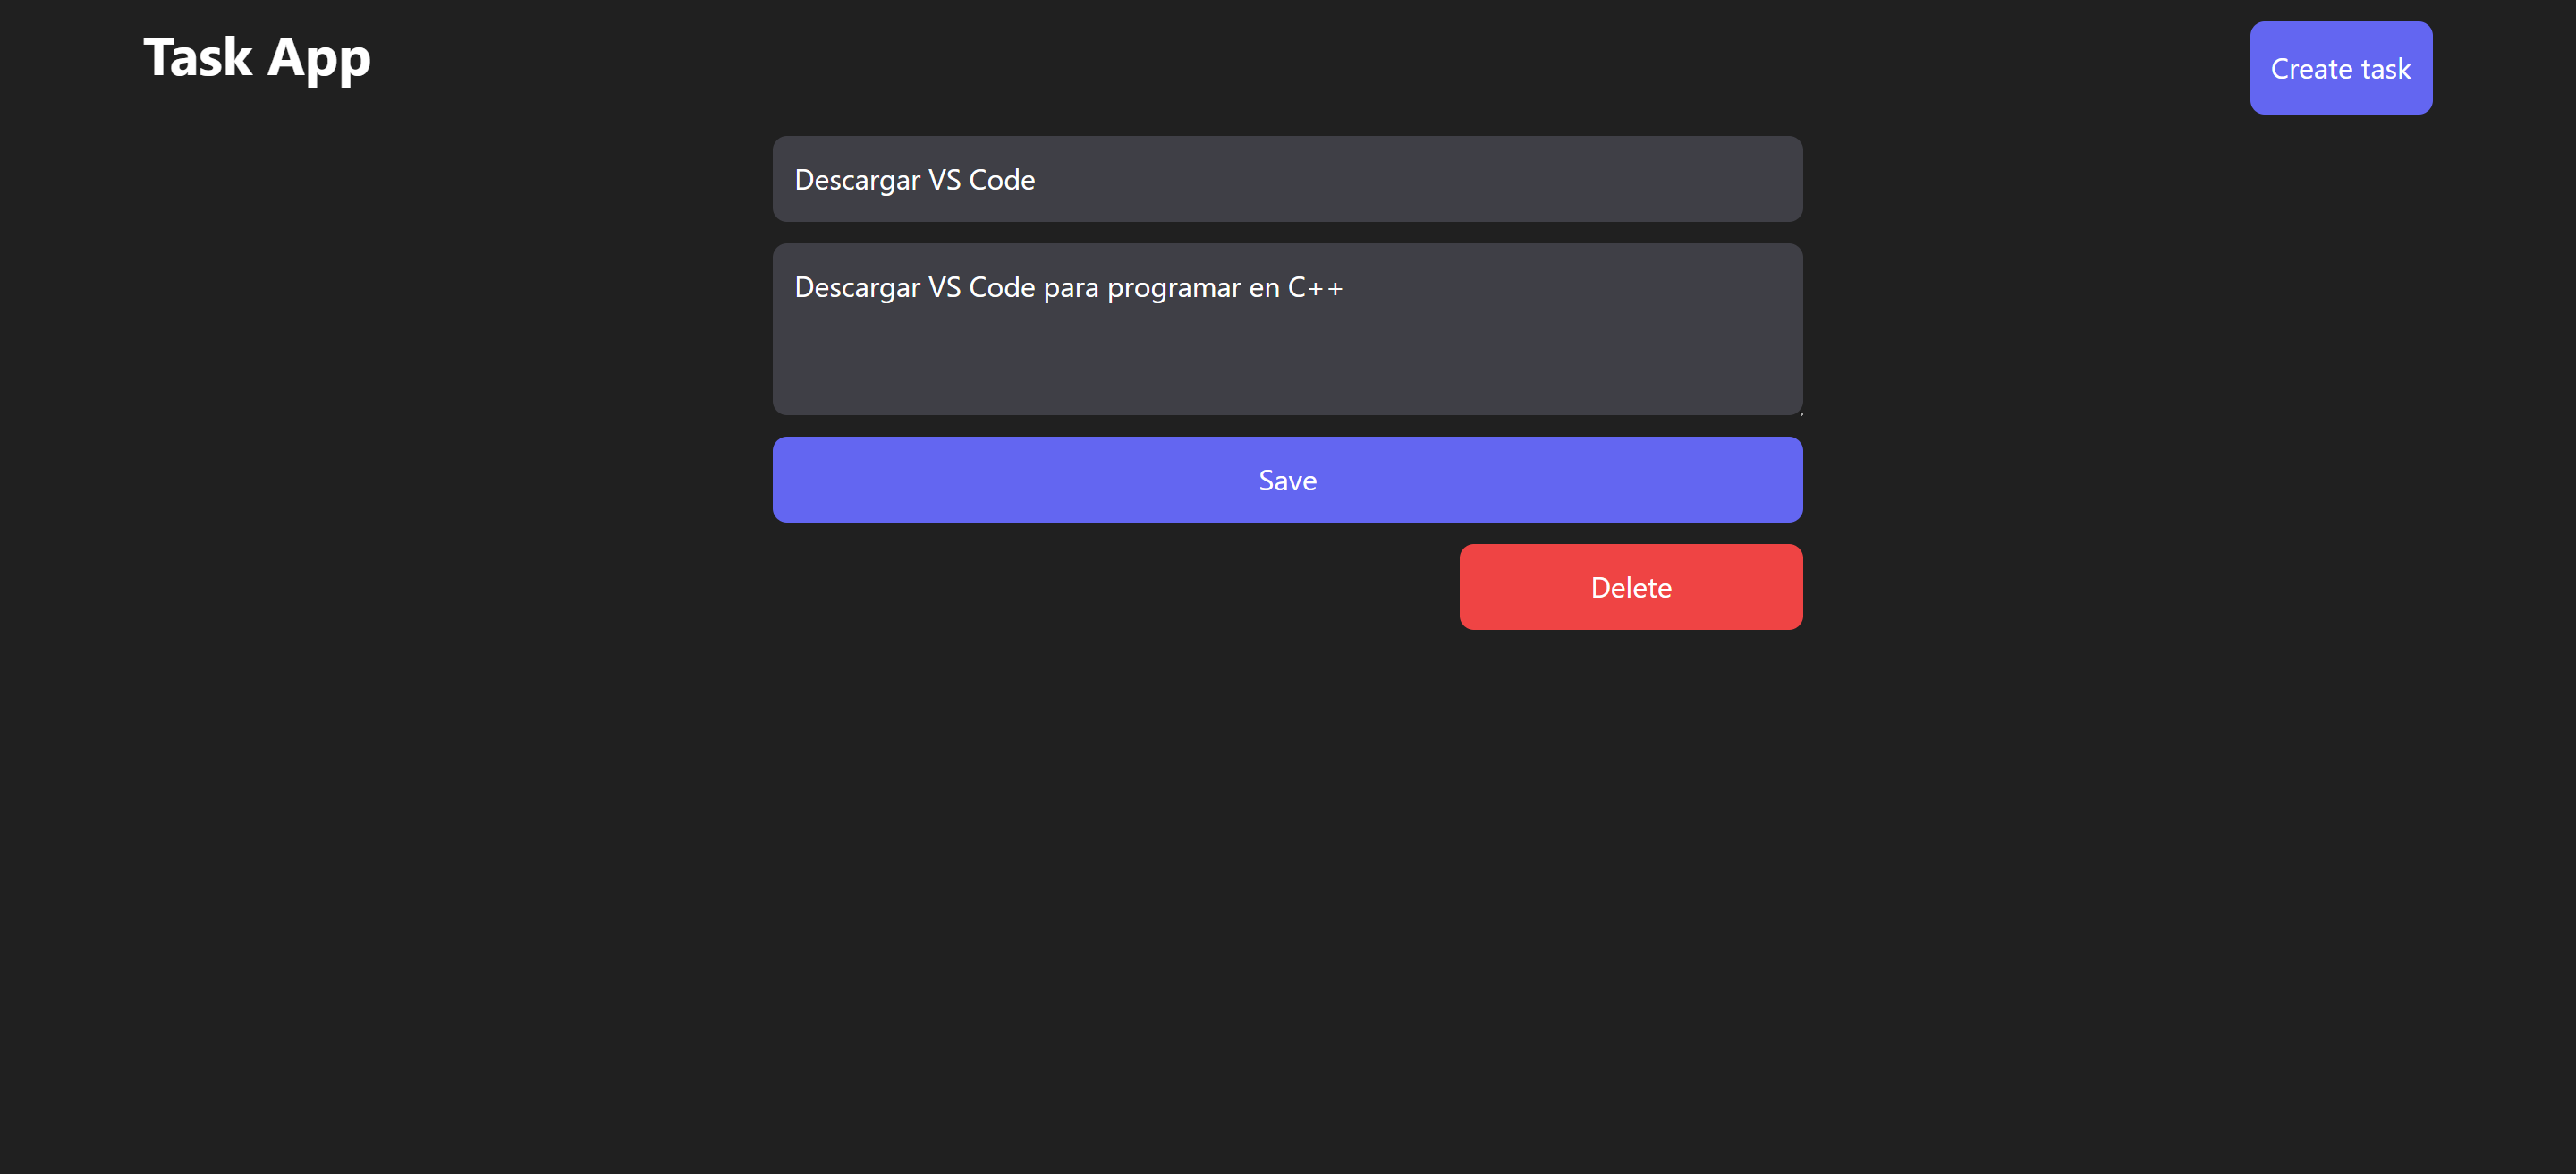 Task App
Create task
Descargar VS Code
Descargar VS Code para programar en C++
Save
Delete